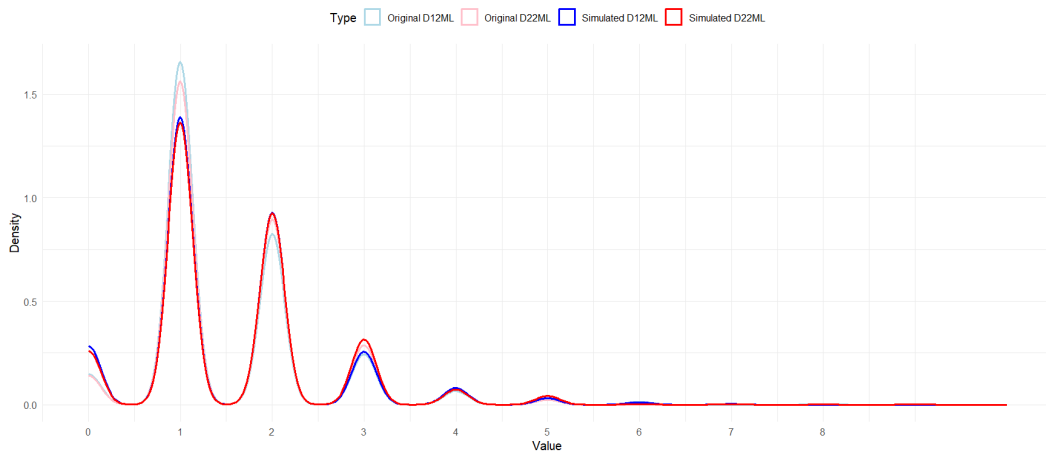 Type Original D12ML Original D22ML Simulated D12ML Simulated D22ML
1.5
1.0
0.5
0.0
Density
0 1 2 3 4 5 6 7 8
Value